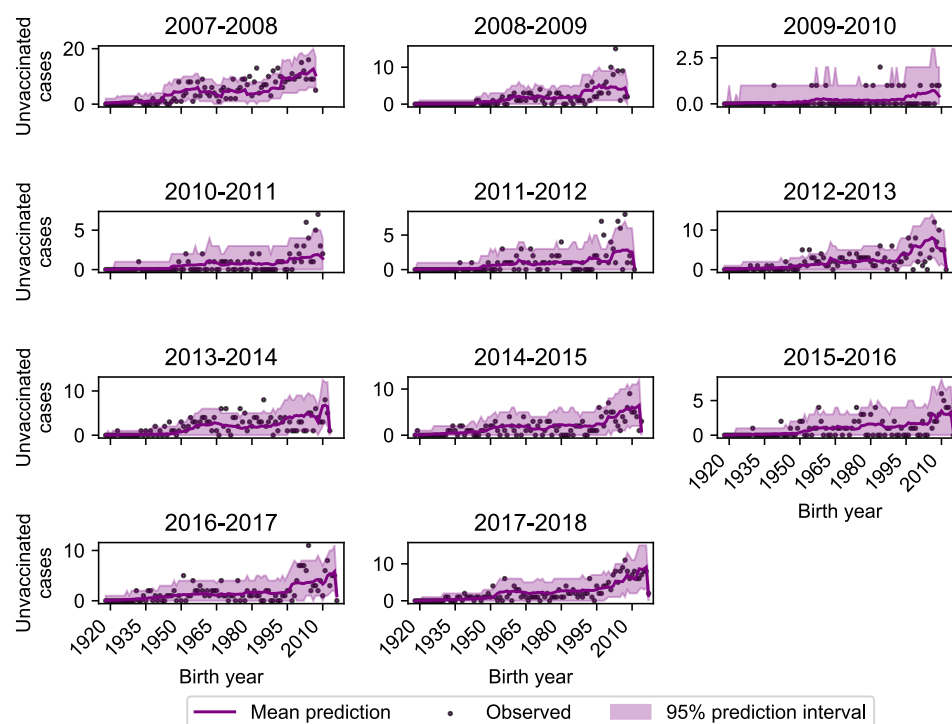 2007-2008
2008-2009
2009-2010
Unvaccinated
cases
20
0
10
0
2.5
0.0
2010-2011
2011-2012
2012-2013
Unvaccinated
cases
5
0
5
0
10
0
2013-2014
2014-2015
2015-2016
Unvaccinated
cases
10
0
10
0
5
0
1920 1935 1950 1965 1980 1995 2010
Birth year
2016-2017
2017-2018
Unvaccinated
cases
10
0
10
0
1920 1935 1950 1965 1980 1995 2010
1920 1935 1950 1965 1980 1995 2010
Birth year
Birth year
Mean prediction Observed 95% prediction interval